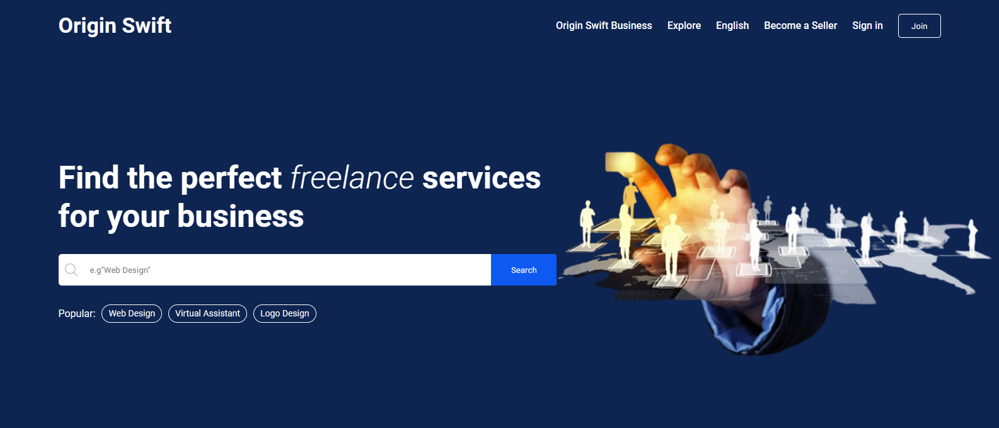 Origin Swift
Origin Swift Business Explore English Become a Seller Sign in Join
Find the perfect freelance services
for your business
e.g"Web Design" Search
Popular: Web Design Virtual Assistant Logo Design